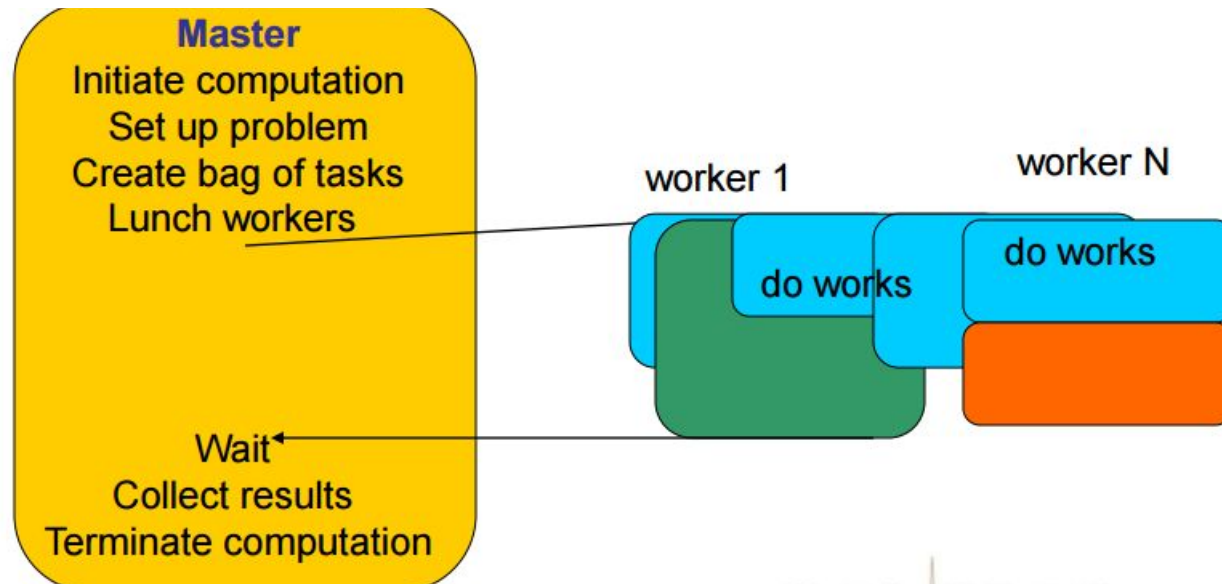 Master
Initiate computation
Set up problem
Create bag of tasks
Lunch workers
Wait
Collect results
Terminate computation
worker 1
do works
worker N
do works